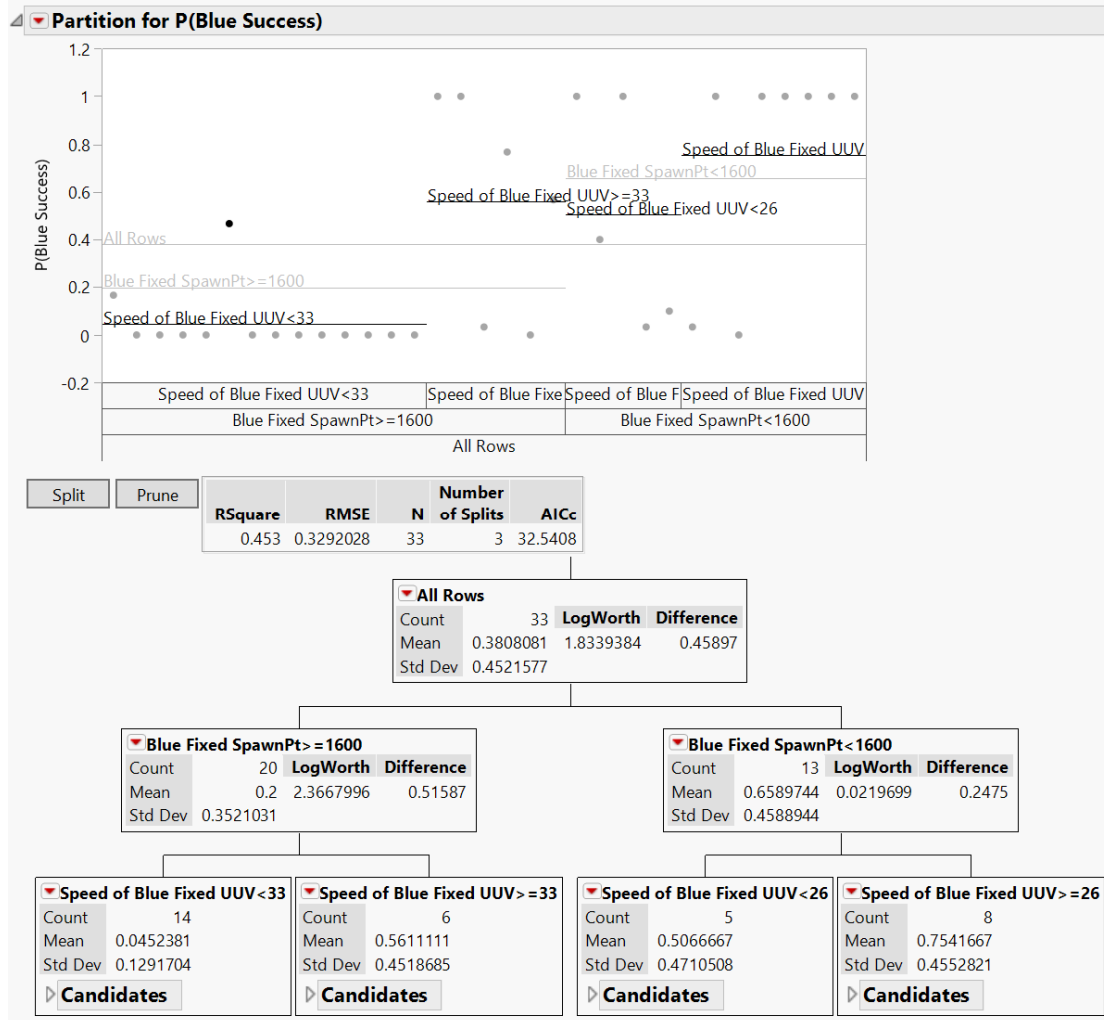 Partition for P(Blue Success)
1.2
1
0.8
0.6
0.4
0.2
0
-0.2
P(Blue Success)
All Rows
Blue Fixed SpawnPt>=1600
Speed of Blue Fixed UUV<33
Speed of Blue Fixed UUV>=33
Blue Fixed SpawnPt<1600
Speed of Blue Fixed UUV<26
Speed of Blue Fixed UUV
Speed of Blue Fixed UUV<33 Speed of Blue Fixe Speed of Blue F Speed of Blue Fixed UUV
Blue Fixed SpawnPt>=1600 Blue Fixed SpawnPt<1600
All Rows
Split Prune
RSquare RMSE N Number of Splits AICc
0.453 0.3292028 33 3 32.5408
All Rows
Count 33 LogWorth Difference
Mean 0.3808081 1.8339384 0.45897
Std Dev 0.4521577
Blue Fixed SpawnPt>=1600
Count 20 LogWorth Difference
Mean 0.2 2.3667996 0.51587
Std Dev 0.3521031
Blue Fixed SpawnPt<1600
Count 13 LogWorth Difference
Mean 0.6589744 0.0219699 0.2475
Std Dev 0.4588944
Speed of Blue Fixed UUV<33
Count 14
Mean 0.0452381
Std Dev 0.1291704
Candidates
Speed of Blue Fixed UUV>=33
Count 6
Mean 0.5611111
Std Dev 0.4518685
Candidates
Speed of Blue Fixed UUV<26
Count 5
Mean 0.5066667
Std Dev 0.4710508
Candidates
Speed of Blue Fixed UUV>=26
Count 8
Mean 0.7541667
Std Dev 0.4552821
Candidates